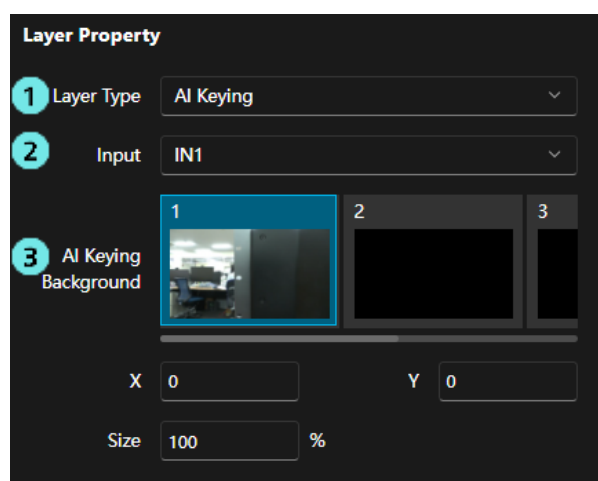 Layer Property
1 Layer Type AI Keying
2 Input IN1
1 2 3
3 AI Keying
Background
X 0 Y 0
Size 100 %